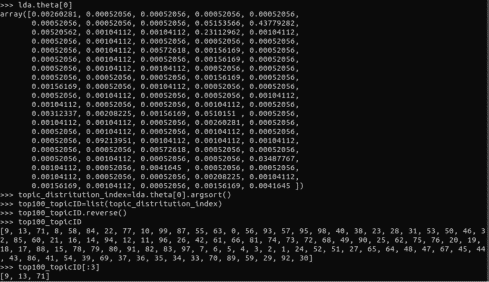 >>> lda.theta[0]
array([0.00260281, 0.00052056, 0.00052056, 0.00052056, 0.00052056,
0.00052056, 0.00052056, 0.00052056, 0.05153566, 0.43779282,
0.00520562, 0.00104112, 0.00104112, 0.23112962, 0.00104112,
0.00052056, 0.00052056, 0.00052056, 0.00052056, 0.00052056,
0.00052056, 0.00104112, 0.00572618, 0.00156169, 0.00052056,
0.00052056, 0.00104112, 0.00052056, 0.00156169, 0.00052056,
0.00052056, 0.00104112, 0.00104112, 0.00052056, 0.00052056,
0.00052056, 0.00052056, 0.00052056, 0.00156169, 0.00052056,
0.00156169, 0.00052056, 0.00104112, 0.00052056, 0.00052056,
0.00052056, 0.00104112, 0.00052056, 0.00052056, 0.00104112,
0.00104112, 0.00052056, 0.00052056, 0.00104112, 0.00052056,
0.00312337, 0.00208225, 0.00156169, 0.0510151 , 0.00052056,
0.00104112, 0.00104112, 0.00052056, 0.00260281, 0.00052056,
0.00052056, 0.00104112, 0.00052056, 0.00104112, 0.00052056,
0.00052056, 0.09213951, 0.00104112, 0.00104112, 0.00104112,
0.00052056, 0.00052056, 0.00572618, 0.00052056, 0.00052056,
0.00052056, 0.00104112, 0.00052056, 0.00052056, 0.03487767,
0.00104112, 0.00052056, 0.0041645 , 0.00052056, 0.00052056,
0.00104112, 0.00052056, 0.00052056, 0.00208225, 0.00104112,
0.00156169, 0.00104112, 0.00052056, 0.00156169, 0.0041645 ])
>>> topic_distritution_index=lda.theta[0].argsort()
>>> top100_topicID=list(topic_distritution_index)
>>> top100_topicID.reverse()
>>> top100_topicID
[9, 13, 71, 8, 58, 84, 22, 77, 10, 99, 87, 55, 63, 0, 56, 93, 57, 95, 98, 40, 38, 23, 28, 31, 53, 50, 46, 3
2, 85, 60, 21, 16, 14, 94, 12, 11, 96, 26, 42, 61, 66, 81, 74, 73, 72, 68, 49, 90, 25, 62, 75, 76, 20, 19,
18, 17, 88, 15, 78, 79, 80, 91, 82, 83, 97, 7, 6, 5, 4, 3, 2, 1, 24, 52, 51, 27, 65, 64, 48, 47, 67, 45, 44
, 43, 86, 41, 54, 39, 69, 37, 36, 35, 34, 33, 70, 89, 59, 29, 92, 30]
>>> top100_topicID[:3]
[9, 13, 71]